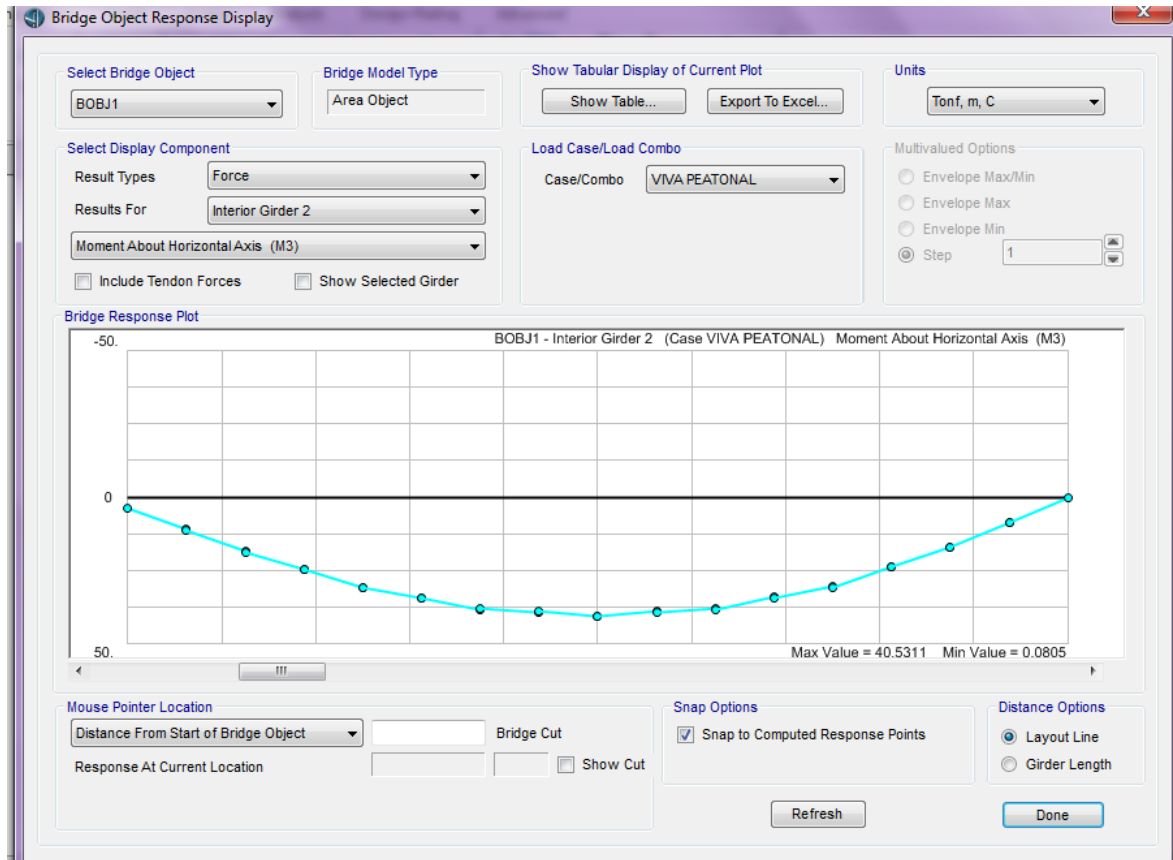 Bridge Object Response Display
Select Bridge Object
BOBJ1
Bridge Model Type
Area Object
Show Tabular Display of Current Plot
Show Table...
Export To Excel...
Units
Tonf, m, C
Select Display Component
Result Types
Force
Results For
Interior Girder 2
Moment About Horizontal Axis (M3)
Include Tendon Forces
Show Selected Girder
Load Case/Load Combo
Case/Combo
VIVA PEATONAL
Multivalued Options
Envelope Max/Min
Envelope Max
Envelope Min
Step
1
Bridge Response Plot
-50.
BOBJ1 - Interior Girder 2 (Case VIVA PEATONAL) Moment About Horizontal Axis (M3)
0
50.
Max Value = 40.5311 Min Value = 0.0805
Mouse Pointer Location
Distance From Start of Bridge Object
Bridge Cut
Response At Current Location
Show Cut
Snap Options
Snap to Computed Response Points
Distance Options
Layout Line
Girder Length
Refresh
Done